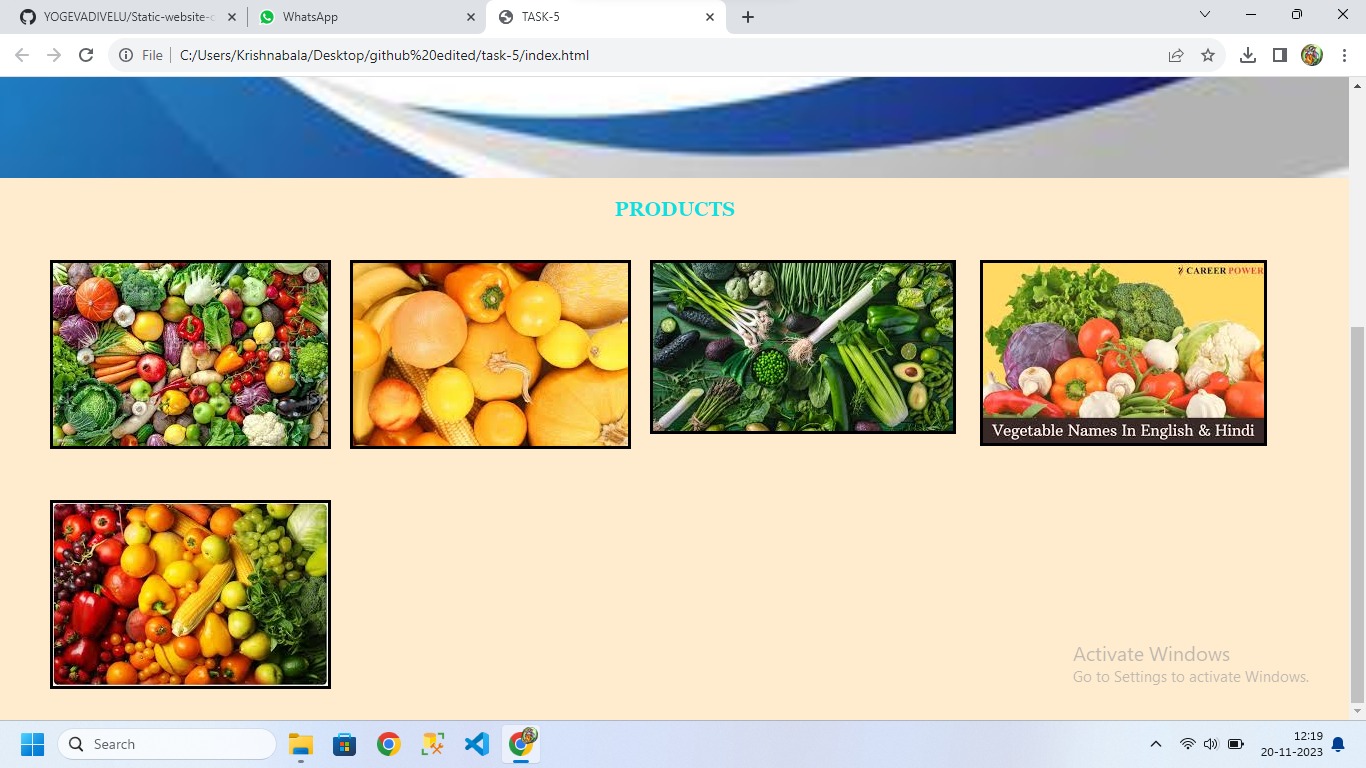 YOGEVADIVELU/Static-website-c
WhatsApp
TASK-5
File
C:/Users/Krishnabala/Desktop/github%20edited/task-5/index.html
PRODUCTS
CAREER POWER
Vegetable Names In English & Hindi
Activate Windows
Go to Settings to activate Windows.
Search
12:19
20-11-2023